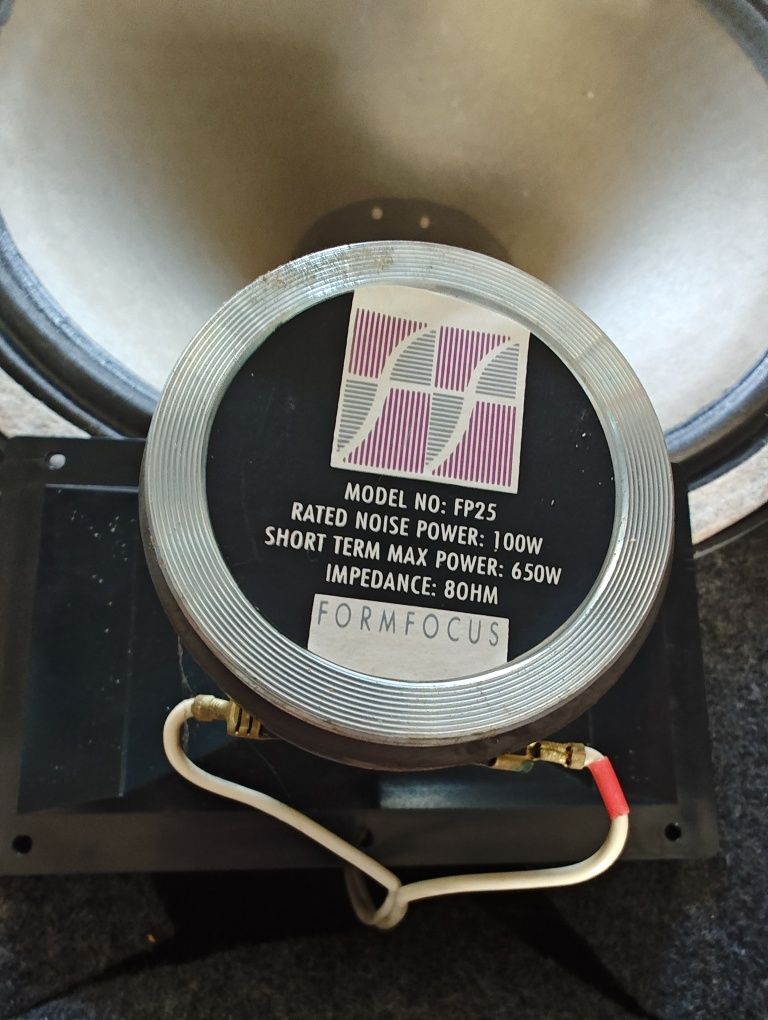 MODEL NO: FP25
RATED NOISE POWER: 100W
SHORT TERM MAX POWER: 650W
IMPEDANCE: 8OHM
FORMFOCUS